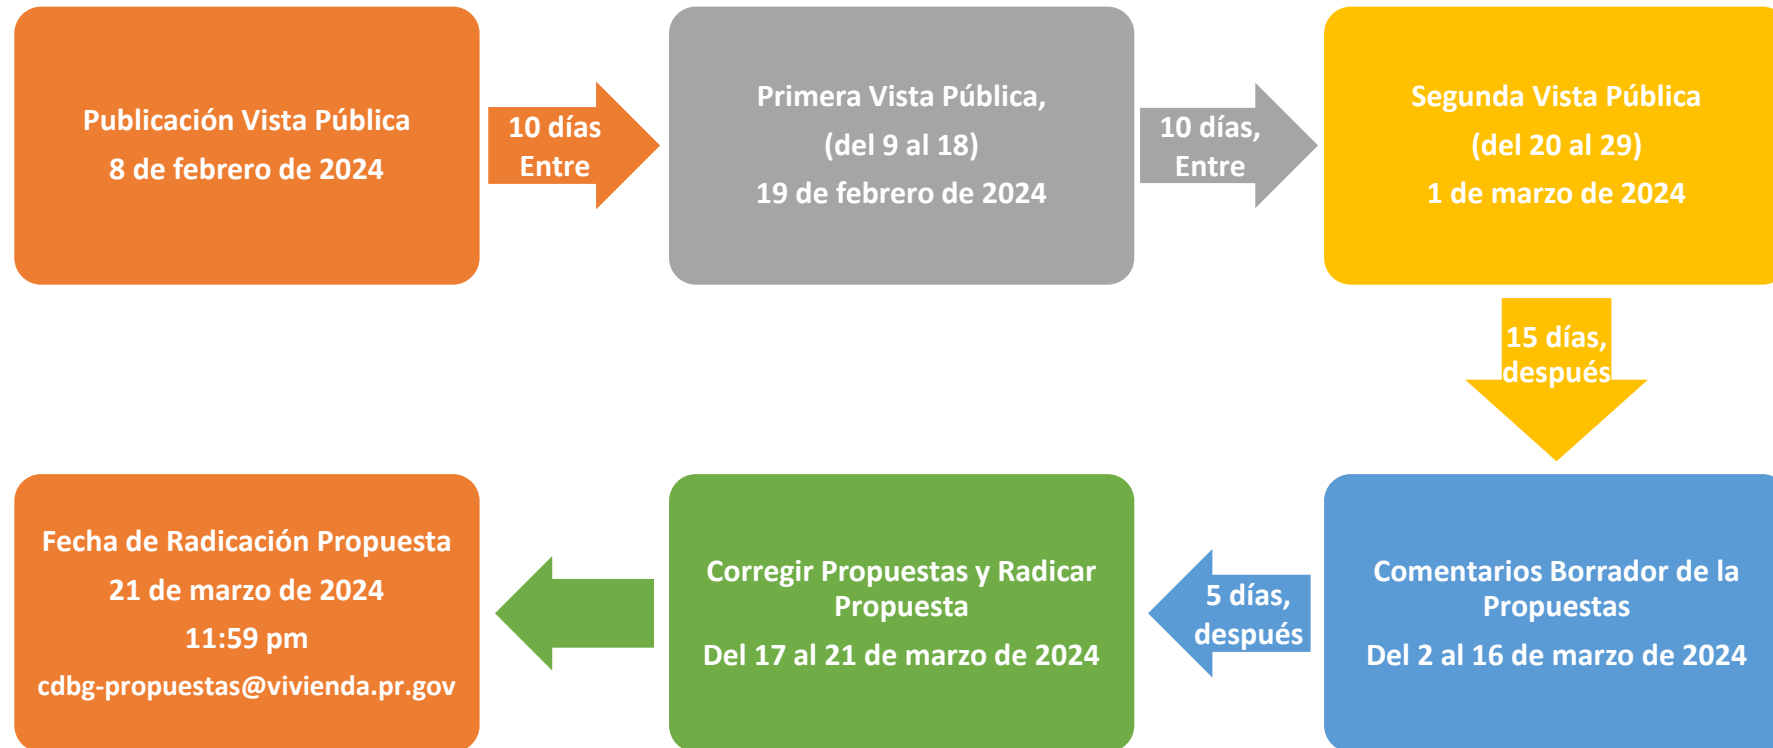 Publicación Vista Pública
8 de febrero de 2024
10 días
Entre
Primera Vista Pública,
(del 9 al 18)
19 de febrero de 2024
10 días,
Entre
Segunda Vista Pública
(del 20 al 29)
1 de marzo de 2024
15 días,
después
Comentarios Borrador de la
Propuestas
Del 2 al 16 de marzo de 2024
5 días,
después
Corregir Propuestas y Radicar
Propuesta
Del 17 al 21 de marzo de 2024
Fecha de Radicación Propuesta
21 de marzo de 2024
11:59 pm
cdbg-propuestas@vivienda.pr.gov